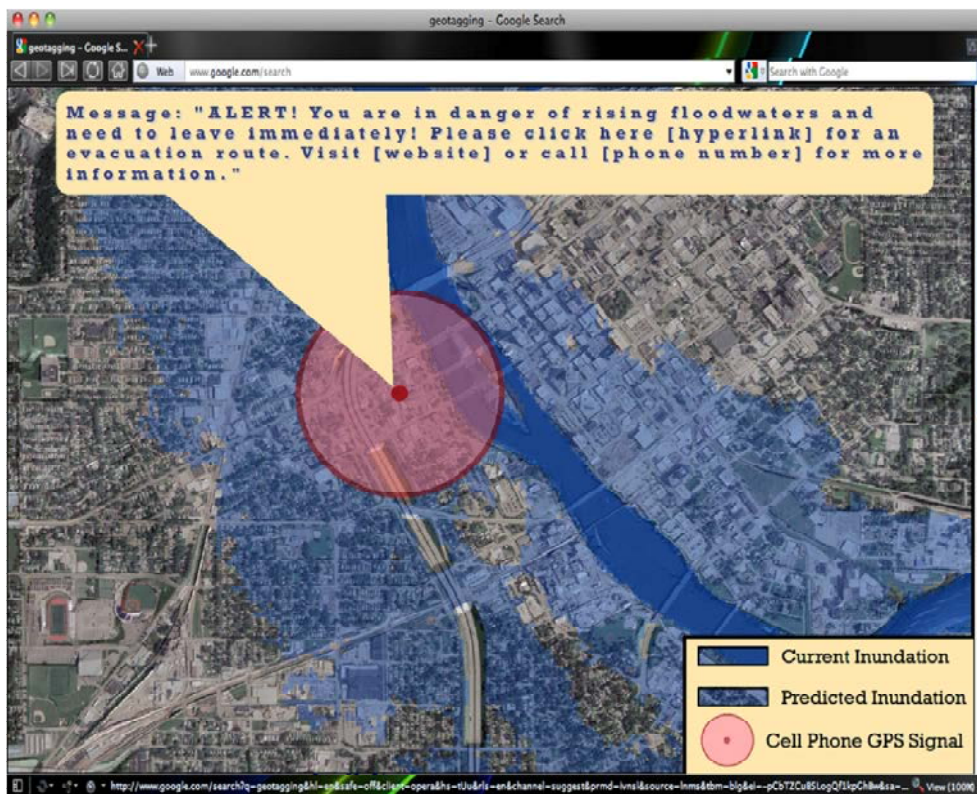 geotagging - Google Search
geotagging - Google S...
Web www.google.com/search Search with Google
Message: "ALERT! You are in danger of rising floodwaters and
need to leave immediately! Please click here [hyperlink] for an
evacuation route. Visit [website] or call [phone number] for more
information."
Current Inundation
Predicted Inundation
Cell Phone GPS Signal
View (100%